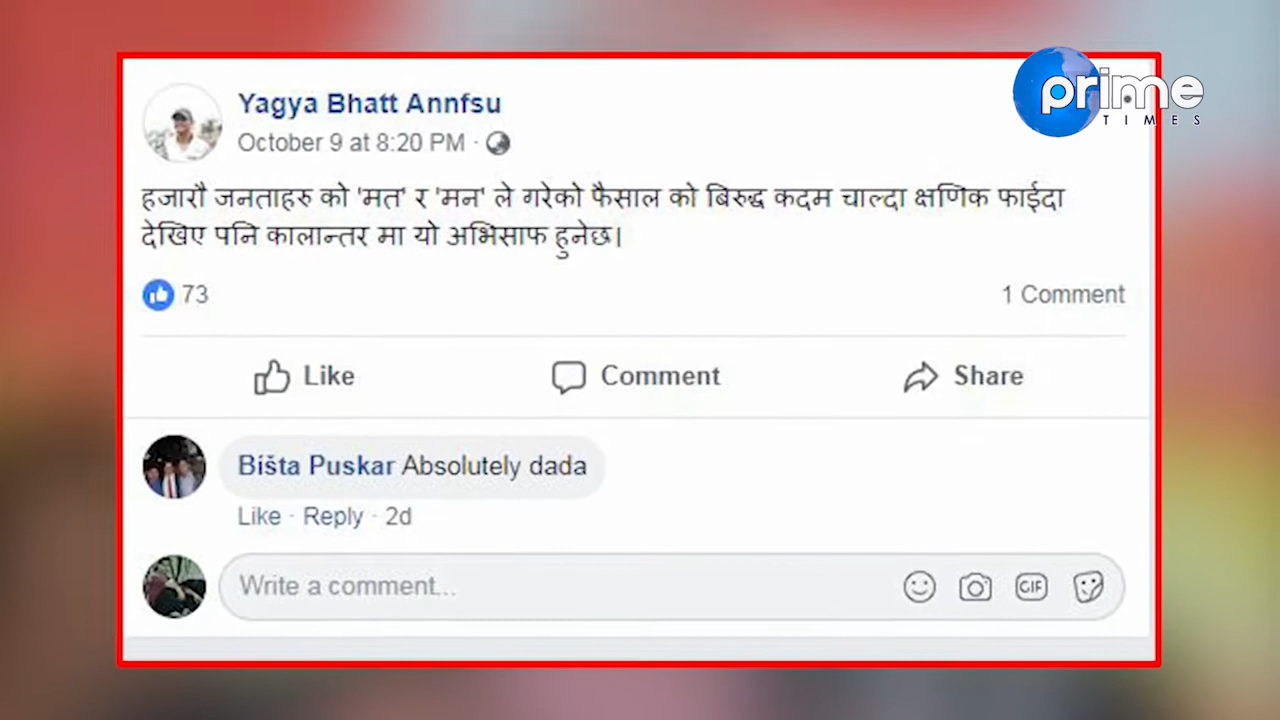 prime
TIMES
Yagya Bhatt Annfsu
October 9 at 8:20 PM ·
हजारौ जनताहरु को 'मत' र 'मन' ले गरेको फैसाल को बिरुद्ध कदम चाल्दा क्षणिक फाईदा
देखिए पनि कालान्तर मा यो अभिसाफ हुनेछ।
73
1 Comment
Like
Comment
Share
Bišta Puskar Absolutely dada
Like · Reply · 2d
Write a comment...
GIF